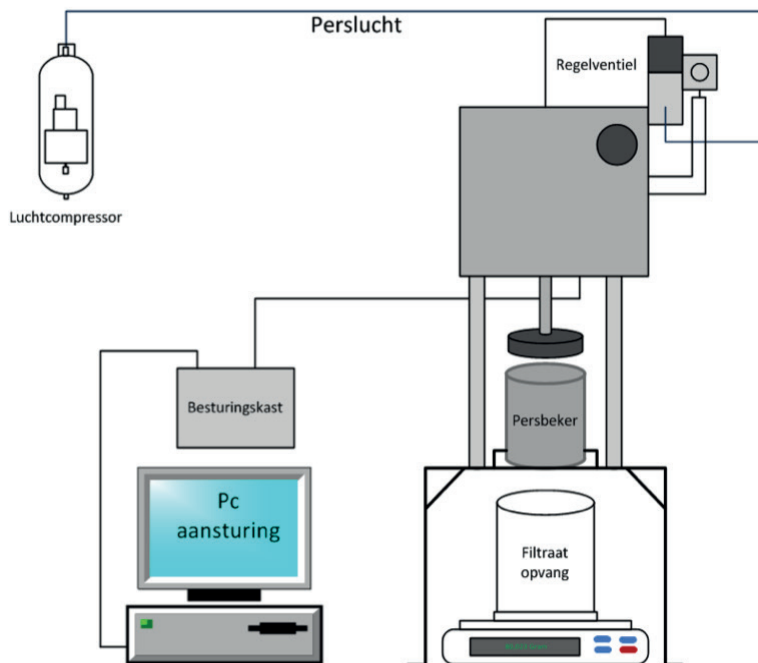 Perslucht
Regelventiel
Luchtcompressor
Besturingskast
Persbeker
Pc
aansturing
Filtraat
opvang